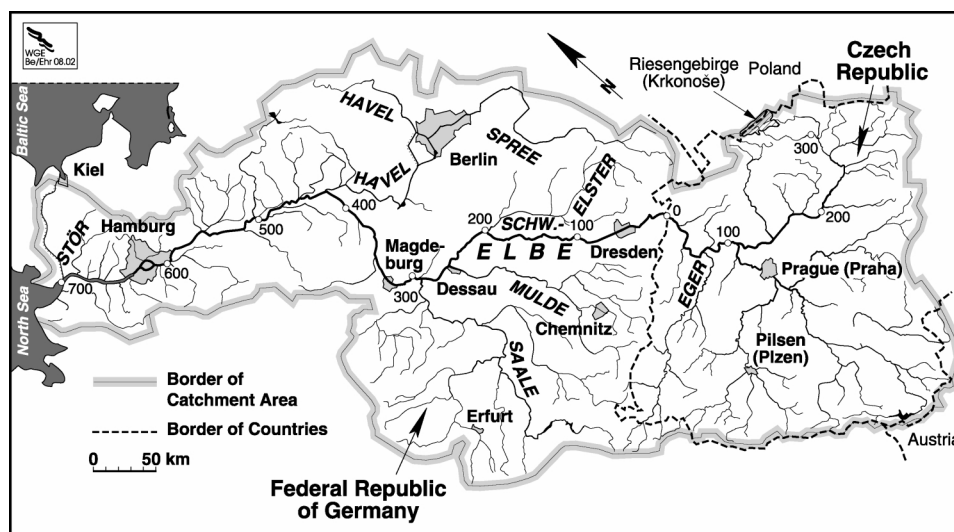 WGE
Be/Ehr 08.02
Baltic Sea
Kiel
STÖR
Hamburg
North Sea
700
600
500
400
300
200
100
0
HAVEL
HAVEL
Berlin
SPREE
SCHW.-
ELSTER
ELBE
Magde-
burg
Dessau
MULDE
Chemnitz
Dresden
SAALE
Erfurt
Federal Republic
of Germany
N
Riesengebirge
(Krkonoše)
Poland
Czech
Republic
300
200
100
EGER
Prague (Praha)
Pilsen
(Plzen)
Austria
Border of
Catchment Area
Border of Countries
0 50 km